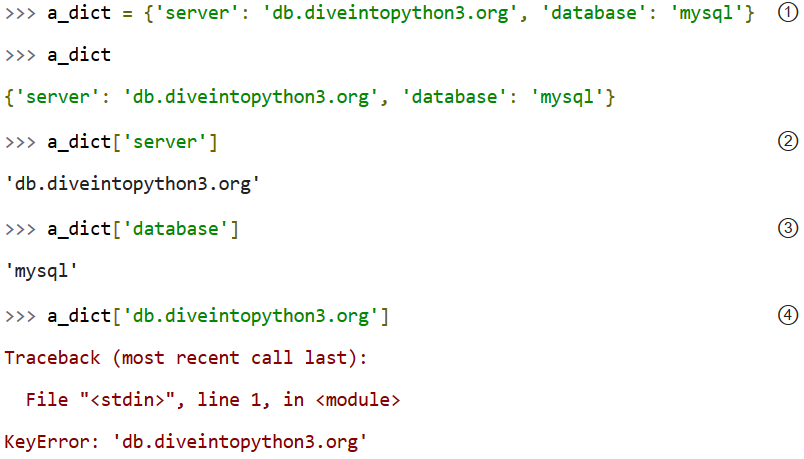 >>> a_dict = {'server': 'db.diveintopython3.org', 'database': 'mysql'} ①
>>> a_dict
{'server': 'db.diveintopython3.org', 'database': 'mysql'}
>>> a_dict['server'] ②
'db.diveintopython3.org'
>>> a_dict['database'] ③
'mysql'
>>> a_dict['db.diveintopython3.org'] ④
Traceback (most recent call last):
  File "<stdin>", line 1, in <module>
KeyError: 'db.diveintopython3.org'